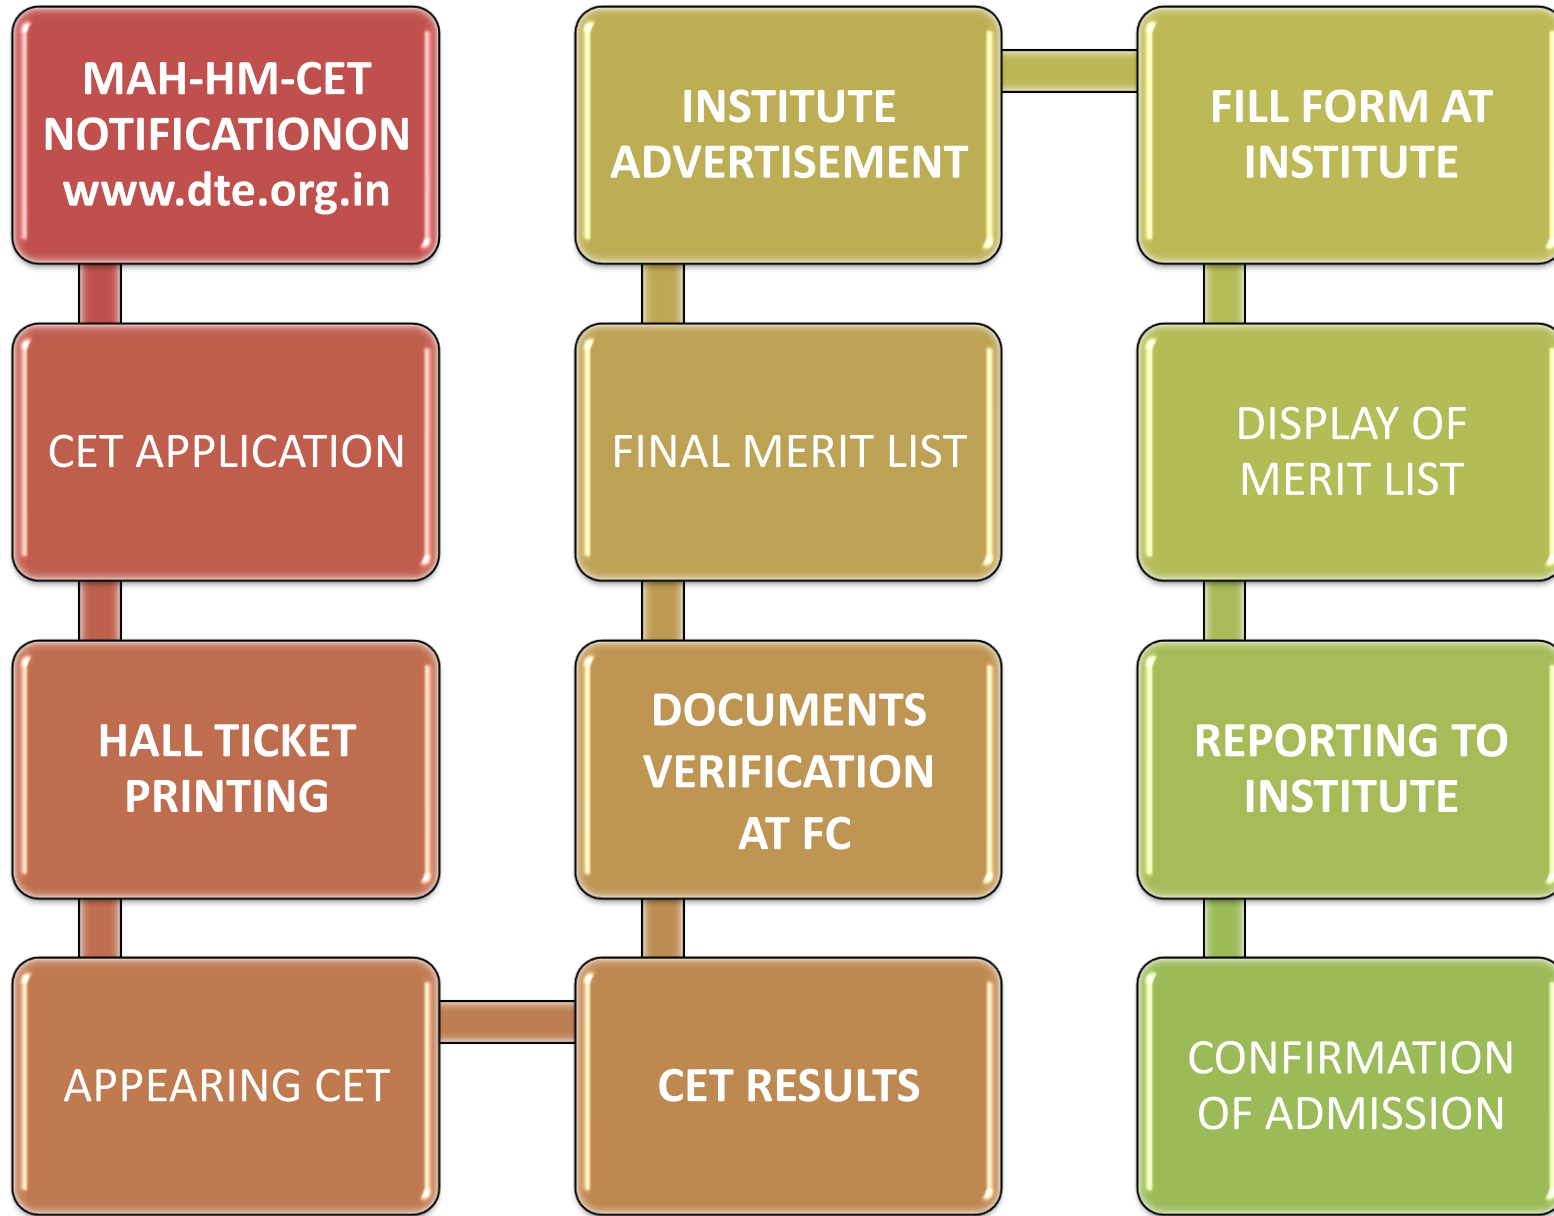 MAH-HM-CET
NOTIFICATIONON
www.dte.org.in
CET APPLICATION
HALL TICKET
PRINTING
APPEARING CET
CET RESULTS
DOCUMENTS
VERIFICATION
AT FC
FINAL MERIT LIST
INSTITUTE
ADVERTISEMENT
FILL FORM AT
INSTITUTE
DISPLAY OF
MERIT LIST
REPORTING TO
INSTITUTE
CONFIRMATION
OF ADMISSION